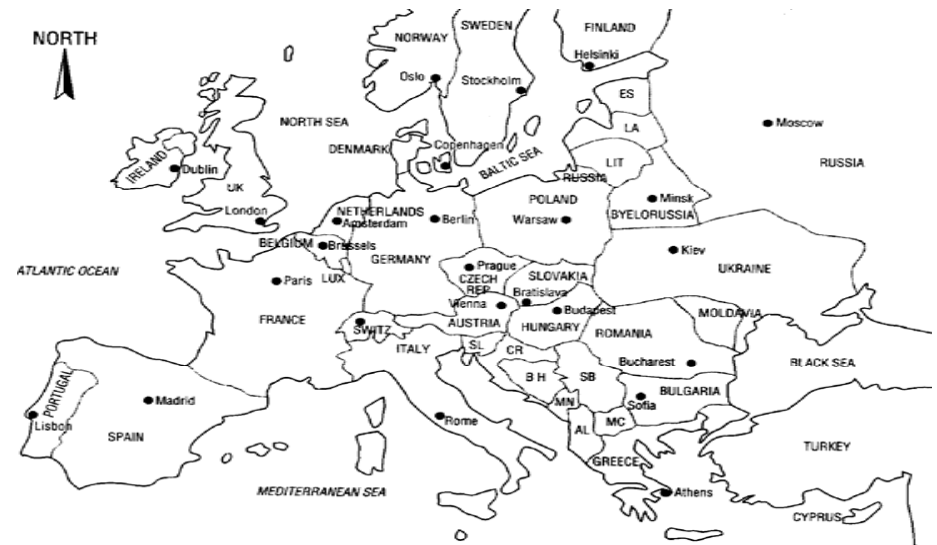 NORTH
NORWAY
SWEDEN
FINLAND
Helsinki
Oslo
Stockholm
ES
NORTH SEA
LA
Moscow
DENMARK
Copenhagen
BALTIC SEA
LIT
RUSSIA
RUSSIA
IRELAND
Dublin
UK
London
NETHERLANDS
Amsterdam
Berlin
POLAND
Warsaw
Minsk
BYELORUSSIA
BELGIUM
Brussels
GERMANY
Kiev
UKRAINE
ATLANTIC OCEAN
Paris
LUX
Prague
CZECH
REP
SLOVAKIA
Bratislava
Vienna
Budapest
FRANCE
SWITZ
AUSTRIA
HUNGARY
ROMANIA
MOLDAVIA
ITALY
SL
CR
Bucharest
BLACK SEA
B H
SB
BULGARIA
PORTUGAL
Madrid
Lisbon
SPAIN
Rome
MN
Sofia
AL
MC
TURKEY
GREECE
MEDITERRANEAN SEA
Athens
CYPRUS